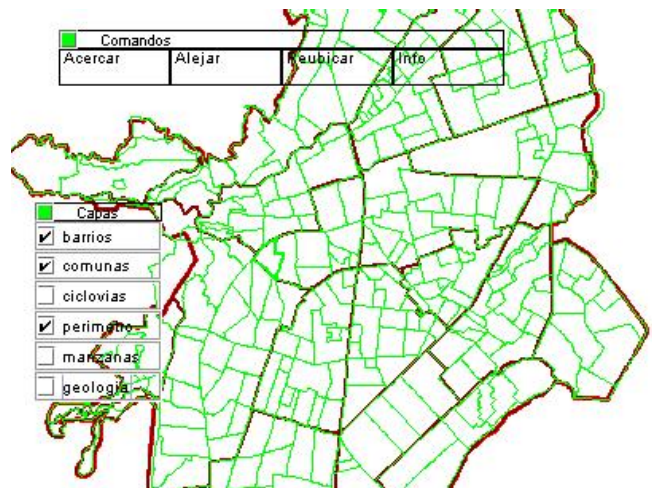 Comandos
Acercar Alejar Reubicar Info
Capas
barrios
comunas
ciclovias
perimetro
manzanas
geologia